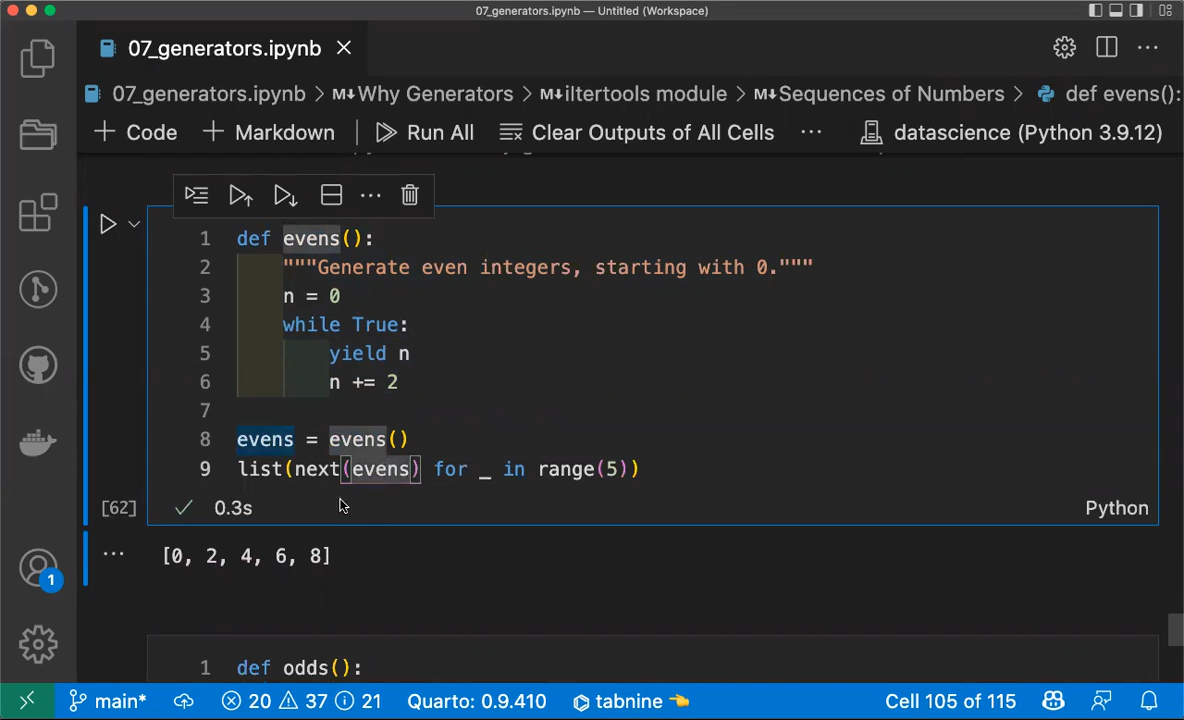 07_generators.ipynb — Untitled (Workspace)
07_generators.ipynb
07_generators.ipynb > M↓Why Generators > M↓iltertools module > M↓Sequences of Numbers > def evens():
+ Code + Markdown Run All Clear Outputs of All Cells ... datascience (Python 3.9.12)
1 def evens():
2 """Generate even integers, starting with 0."""
3 n = 0
4 while True:
5 yield n
6 n += 2
7
8 evens = evens()
9 list(next(evens) for _ in range(5))
[62] ✓ 0.3s Python
... [0, 2, 4, 6, 8]
1
1 def odds():
main* 20 37 21 Quarto: 0.9.410 tabnine 👈 Cell 105 of 115